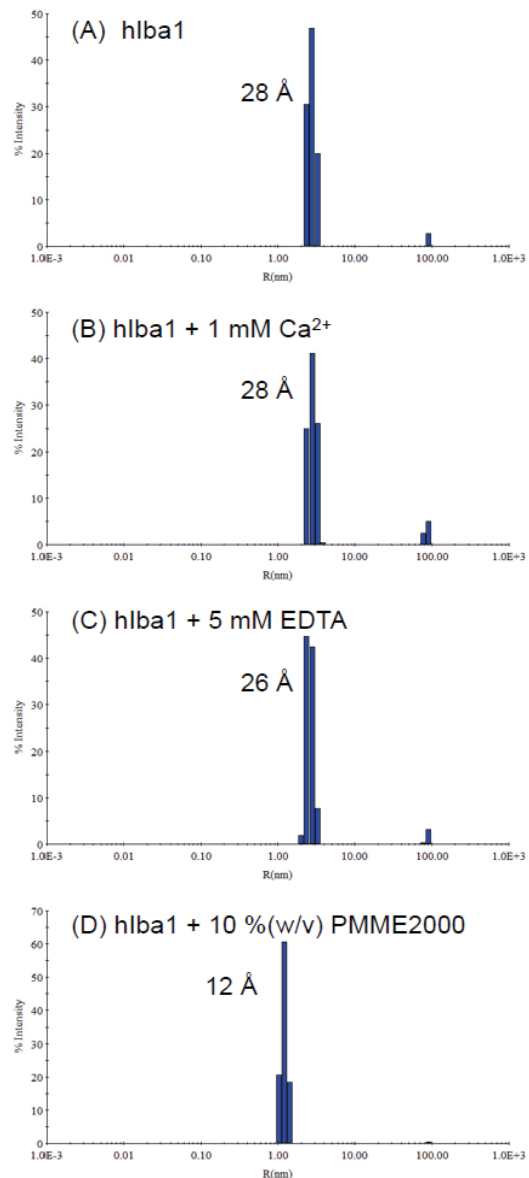 (A) hIba1
28 Å
% Intensity
50
40
30
20
10
0
1.0E-3 0.01 0.10 1.00 10.00 100.00 1.0E+3
R(nm)
(B) hIba1 + 1 mM Ca²⁺
28 Å
% Intensity
50
40
30
20
10
0
1.0E-3 0.01 0.10 1.00 10.00 100.00 1.0E+3
R(nm)
(C) hIba1 + 5 mM EDTA
26 Å
% Intensity
50
40
30
20
10
0
1.0E-3 0.01 0.10 1.00 10.00 100.00 1.0E+3
R(nm)
(D) hIba1 + 10 %(w/v) PMME2000
12 Å
% Intensity
70
60
50
40
30
20
10
0
1.0E-3 0.01 0.10 1.00 10.00 100.00 1.0E+3
R(nm)